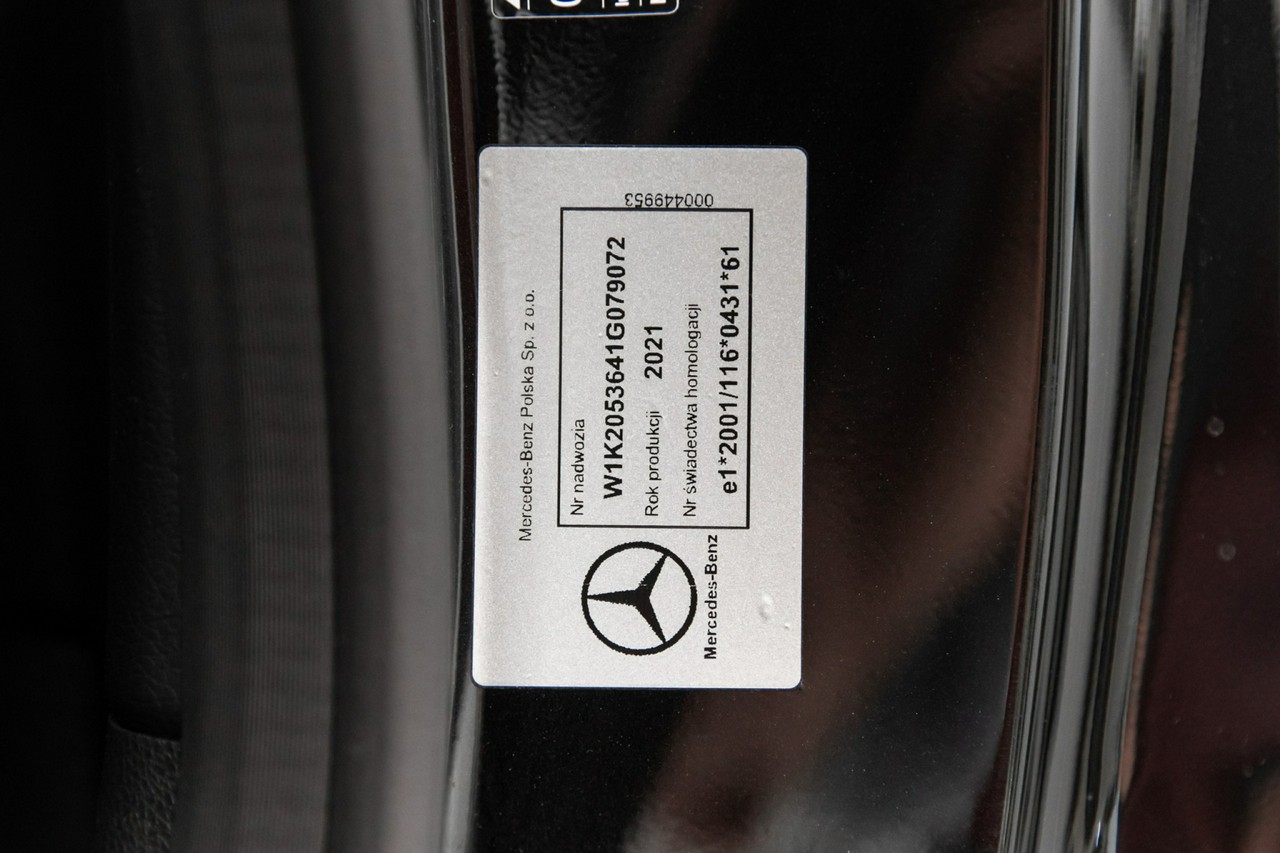 Mercedes-Benz Polska Sp. z o.o.
Nr nadwozia
W1K2053641G079072
Rok produkcji 2021
Nr świadectwa homologacji
e1*2001/116*0431*61
Mercedes-Benz
000449953